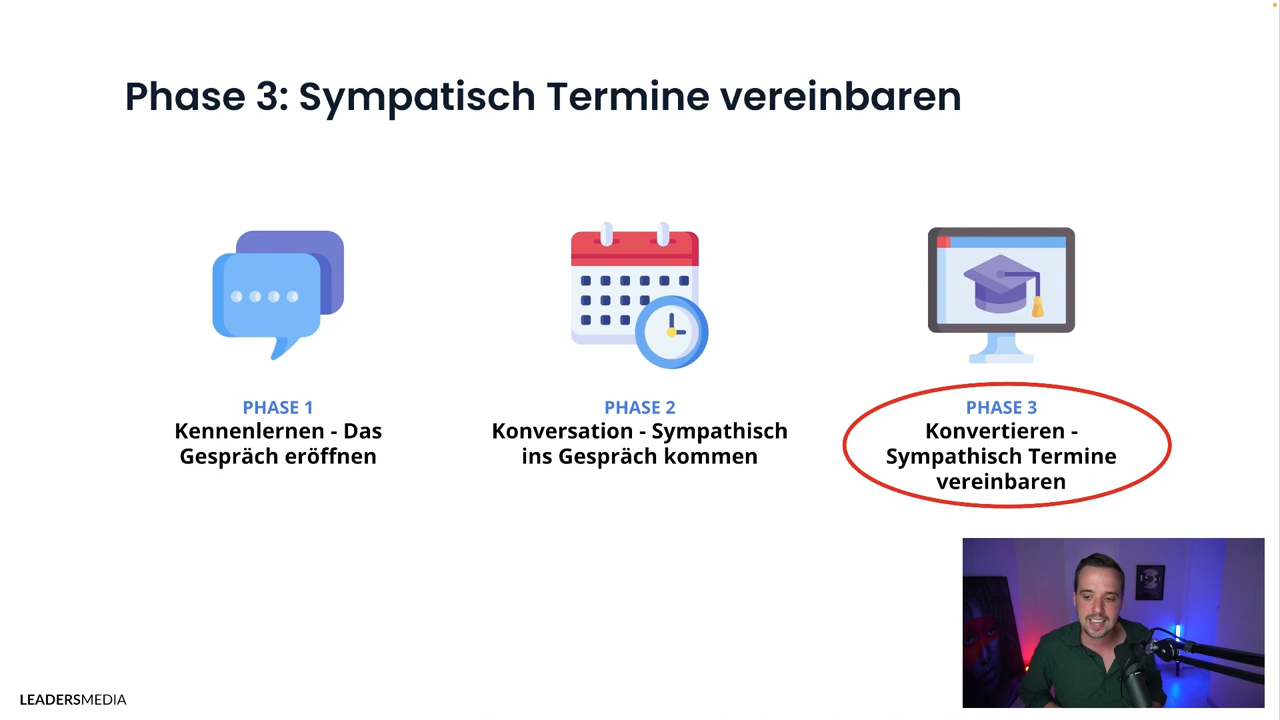 Phase 3: Sympatisch Termine vereinbaren
PHASE 1
Kennenlernen - Das
Gespräch eröffnen
PHASE 2
Konversation - Sympathisch
ins Gespräch kommen
PHASE 3
Konvertieren -
Sympathisch Termine
vereinbaren
LEADERSMEDIA